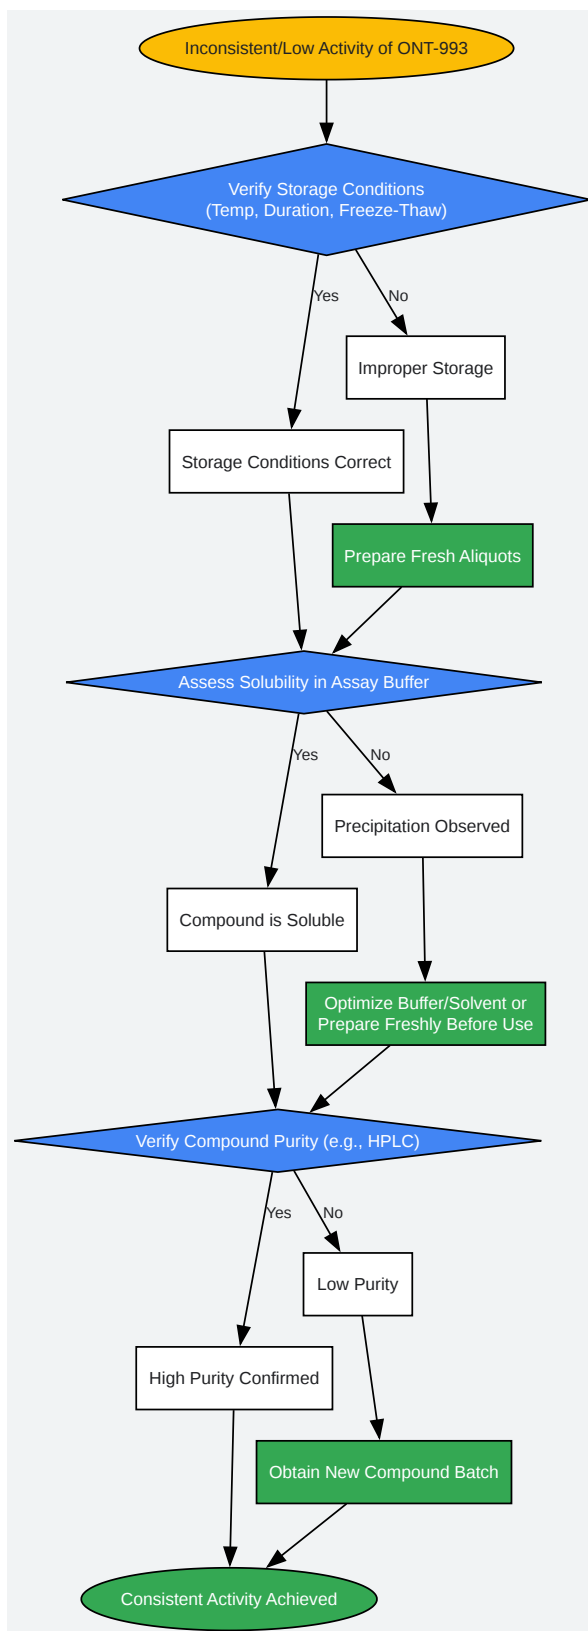 Inconsistent/Low Activity of ONT-993
Verify Storage Conditions
(Temp, Duration, Freeze-Thaw)
Yes
No
Improper Storage
Storage Conditions Correct
Prepare Fresh Aliquots
Assess Solubility in Assay Buffer
Yes
No
Precipitation Observed
Compound is Soluble
Optimize Buffer/Solvent or
Prepare Freshly Before Use
Verify Compound Purity (e.g., HPLC)
Yes
No
Low Purity
High Purity Confirmed
Obtain New Compound Batch
Consistent Activity Achieved